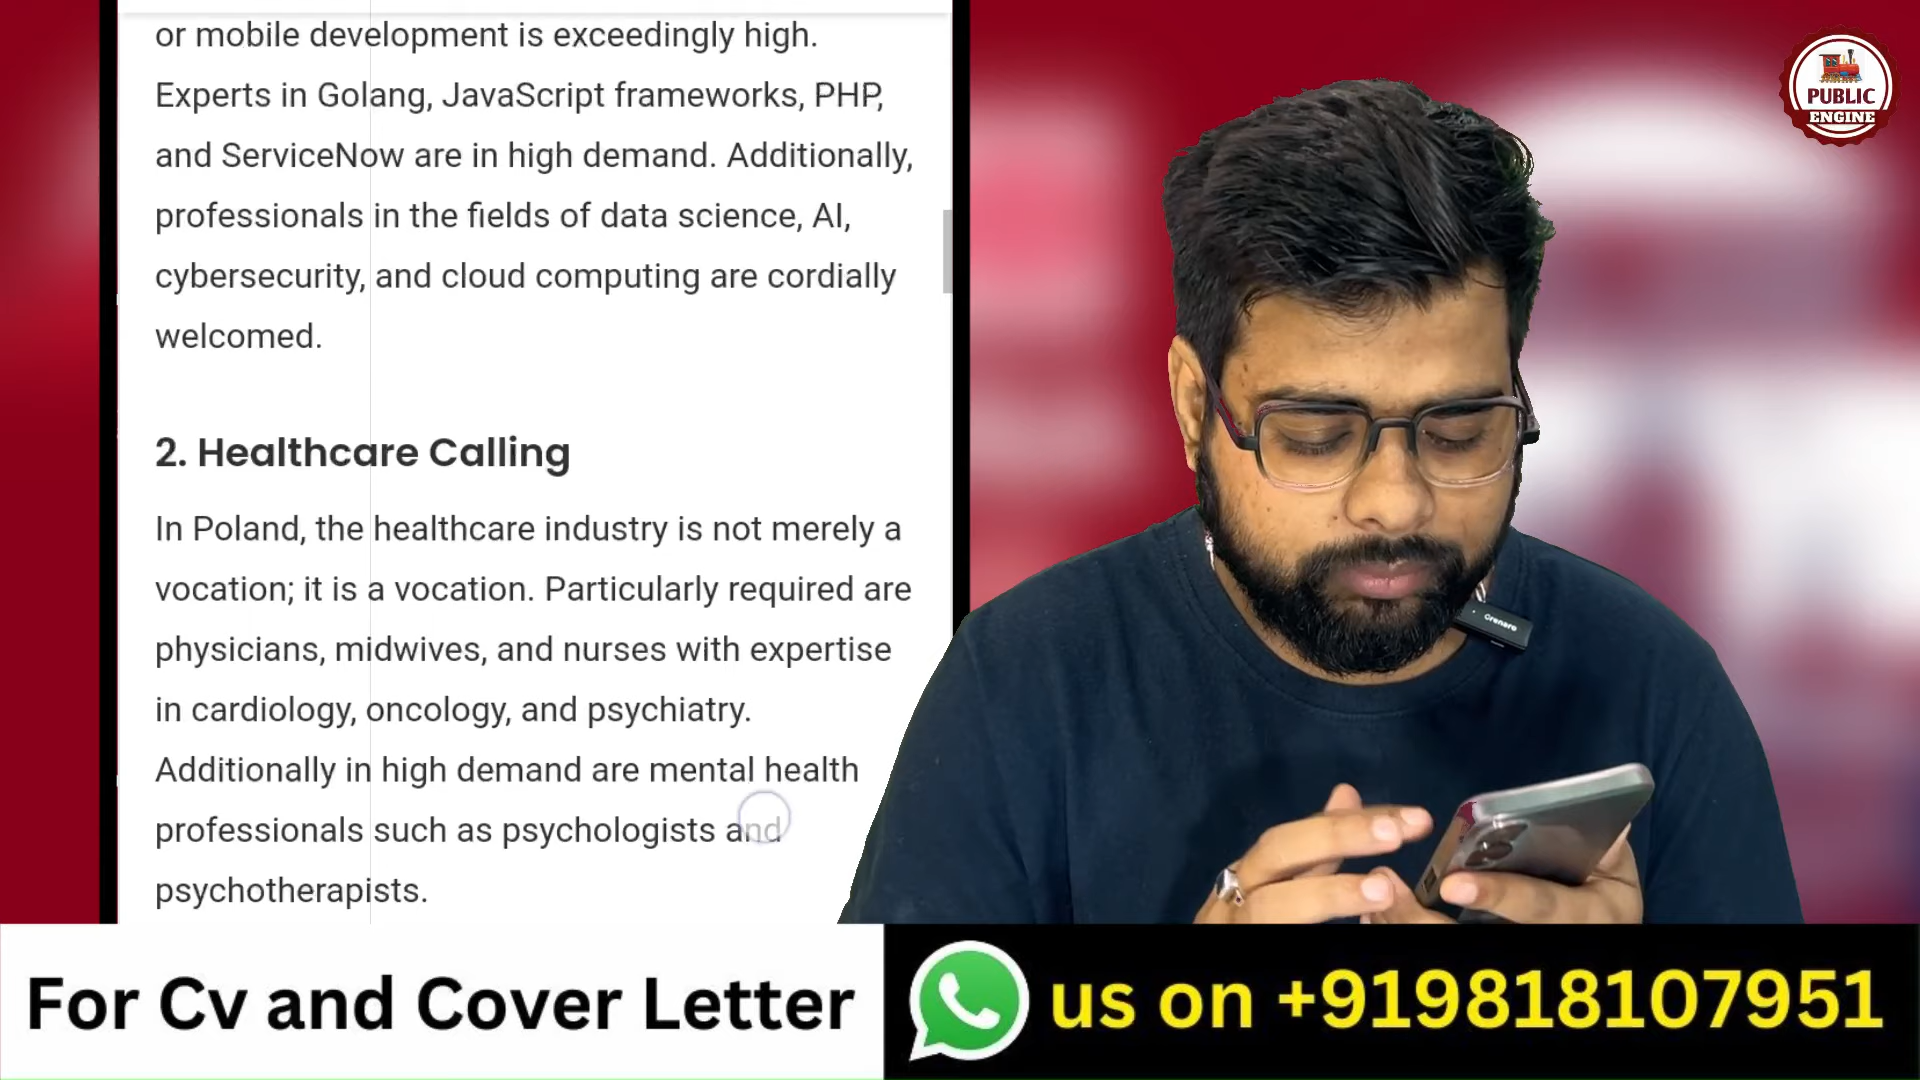 or mobile development is exceedingly high.
Experts in Golang, JavaScript frameworks, PHP,
and ServiceNow are in high demand. Additionally,
professionals in the fields of data science, AI,
cybersecurity, and cloud computing are cordially
welcomed.
2. Healthcare Calling
In Poland, the healthcare industry is not merely a
vocation; it is a vocation. Particularly required are
physicians, midwives, and nurses with expertise
in cardiology, oncology, and psychiatry.
Additionally in high demand are mental health
professionals such as psychologists and
psychotherapists.
PUBLIC
ENGINE
Grenaro
For Cv and Cover Letter
us on +919818107951